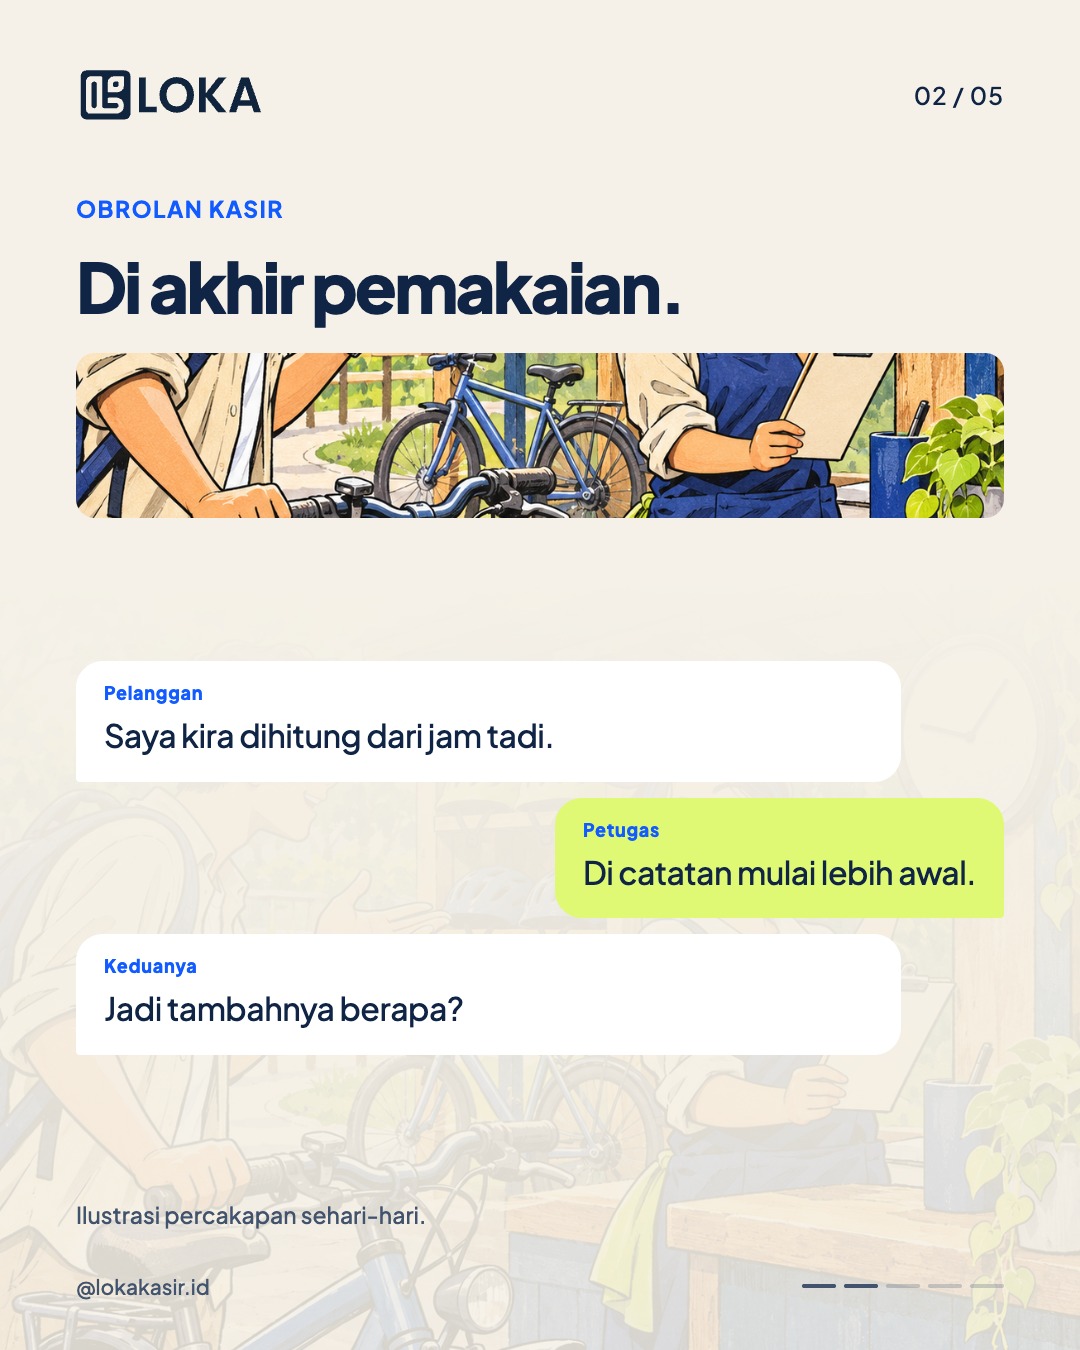 LOKA
02 / 05
OBROLAN KASIR
Di akhir pemakaian.
Pelanggan
Saya kira dihitung dari jam tadi.
Petugas
Di catatan mulai lebih awal.
Keduanya
Jadi tambahnya berapa?
Ilustrasi percakapan sehari-hari.
@lokakasir.id